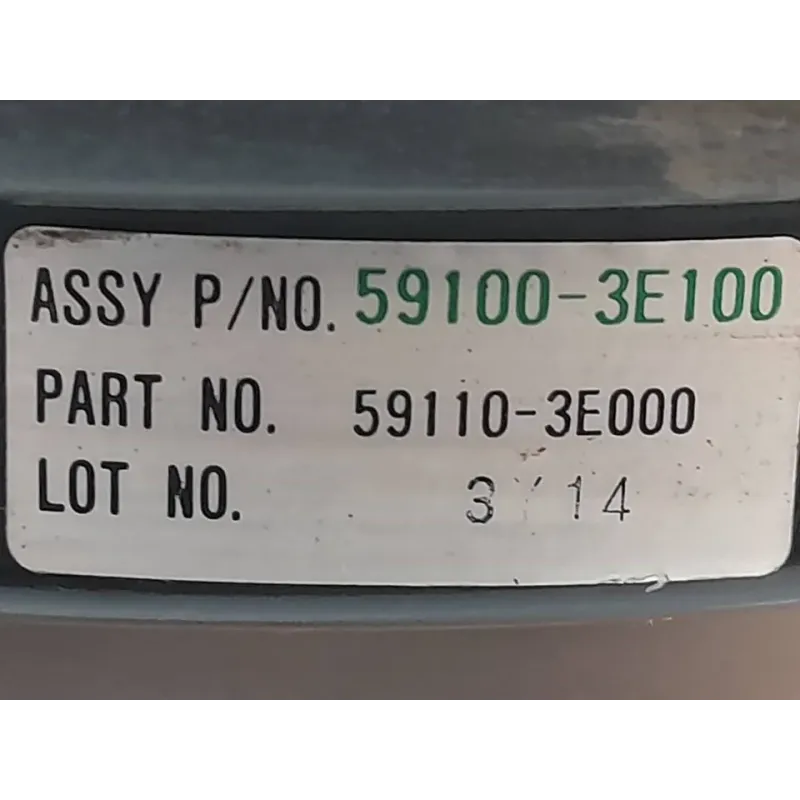 ASSY P/NO. 59100-3E100
PART NO. 59110-3E000
LOT NO. 3 14